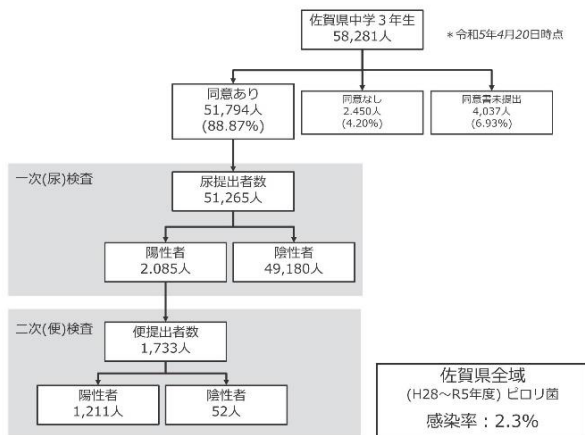 佐賀県中学3年生
58,281人
*令和5年4月20日時点
同意あり
51,794人
(88.87%)
同意なし
2.450人
(4.20%)
同意書未提出
4,037人
(6.93%)
一次(尿)検査
尿提出者数
51,265人
陽性者
2.085人
陰性者
49,180人
二次(便)検査
便提出者数
1,733人
陽性者
1,211人
陰性者
52人
佐賀県全域
(H28～R5年度) ピロリ菌
感染率：2.3%